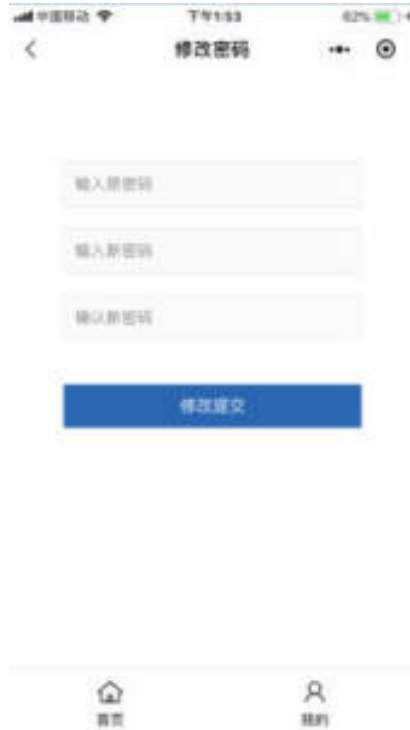 中国移动 下午1:53 62%
修改密码
输入原密码
输入新密码
确认新密码
修改提交
首页 我的